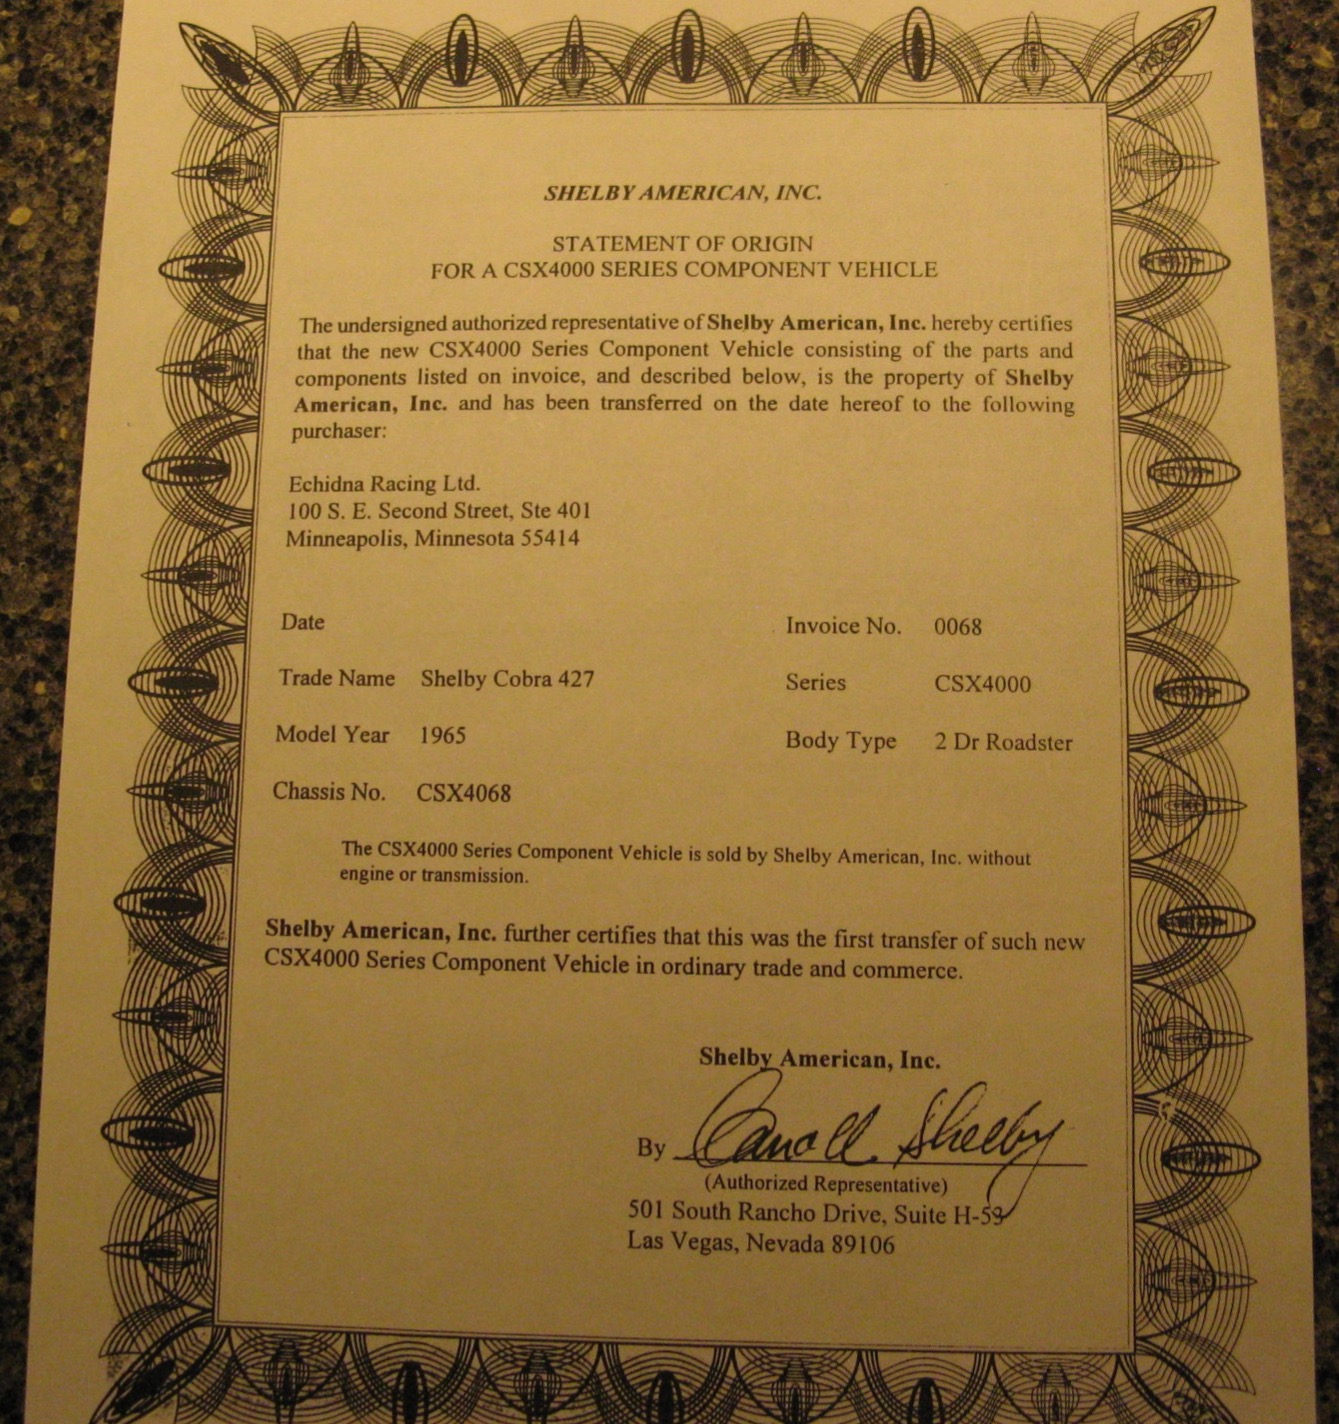 SHELBY AMERICAN, INC.
STATEMENT OF ORIGIN
FOR A CSX4000 SERIES COMPONENT VEHICLE
The undersigned authorized representative of Shelby American, Inc. hereby certifies
that the new CSX4000 Series Component Vehicle consisting of the parts and
components listed on invoice, and described below, is the property of Shelby
American, Inc. and has been transferred on the date hereof to the following
purchaser:
Echidna Racing Ltd.
100 S. E. Second Street, Ste 401
Minneapolis, Minnesota 55414
Date Invoice No. 0068
Trade Name Shelby Cobra 427 Series CSX4000
Model Year 1965 Body Type 2 Dr Roadster
Chassis No. CSX4068
The CSX4000 Series Component Vehicle is sold by Shelby American, Inc. without
engine or transmission.
Shelby American, Inc. further certifies that this was the first transfer of such new
CSX4000 Series Component Vehicle in ordinary trade and commerce.
Shelby American, Inc.
By Carroll Shelby
(Authorized Representative)
501 South Rancho Drive, Suite H-53
Las Vegas, Nevada 89106